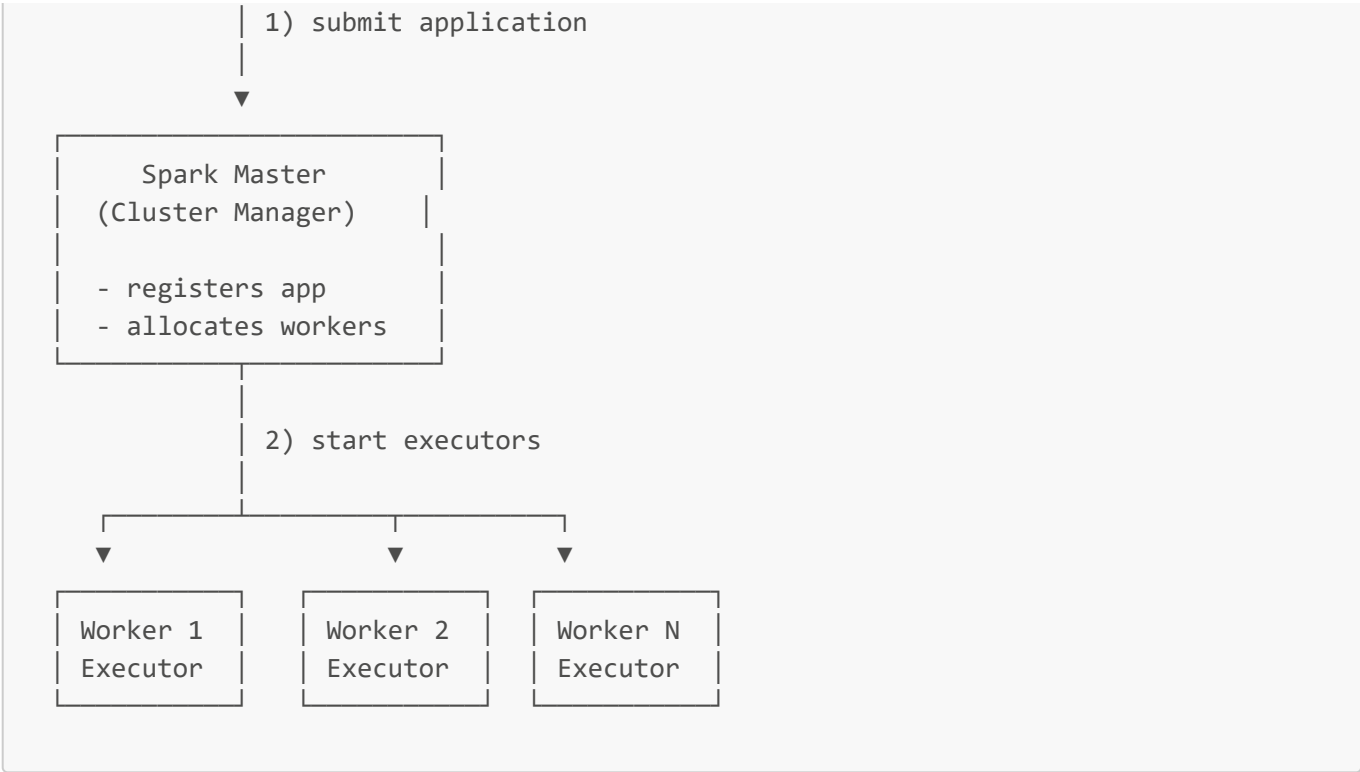 1) submit application
Spark Master
(Cluster Manager)
- registers app
- allocates workers
2) start executors
Worker 1 Worker 2 Worker N
Executor Executor Executor